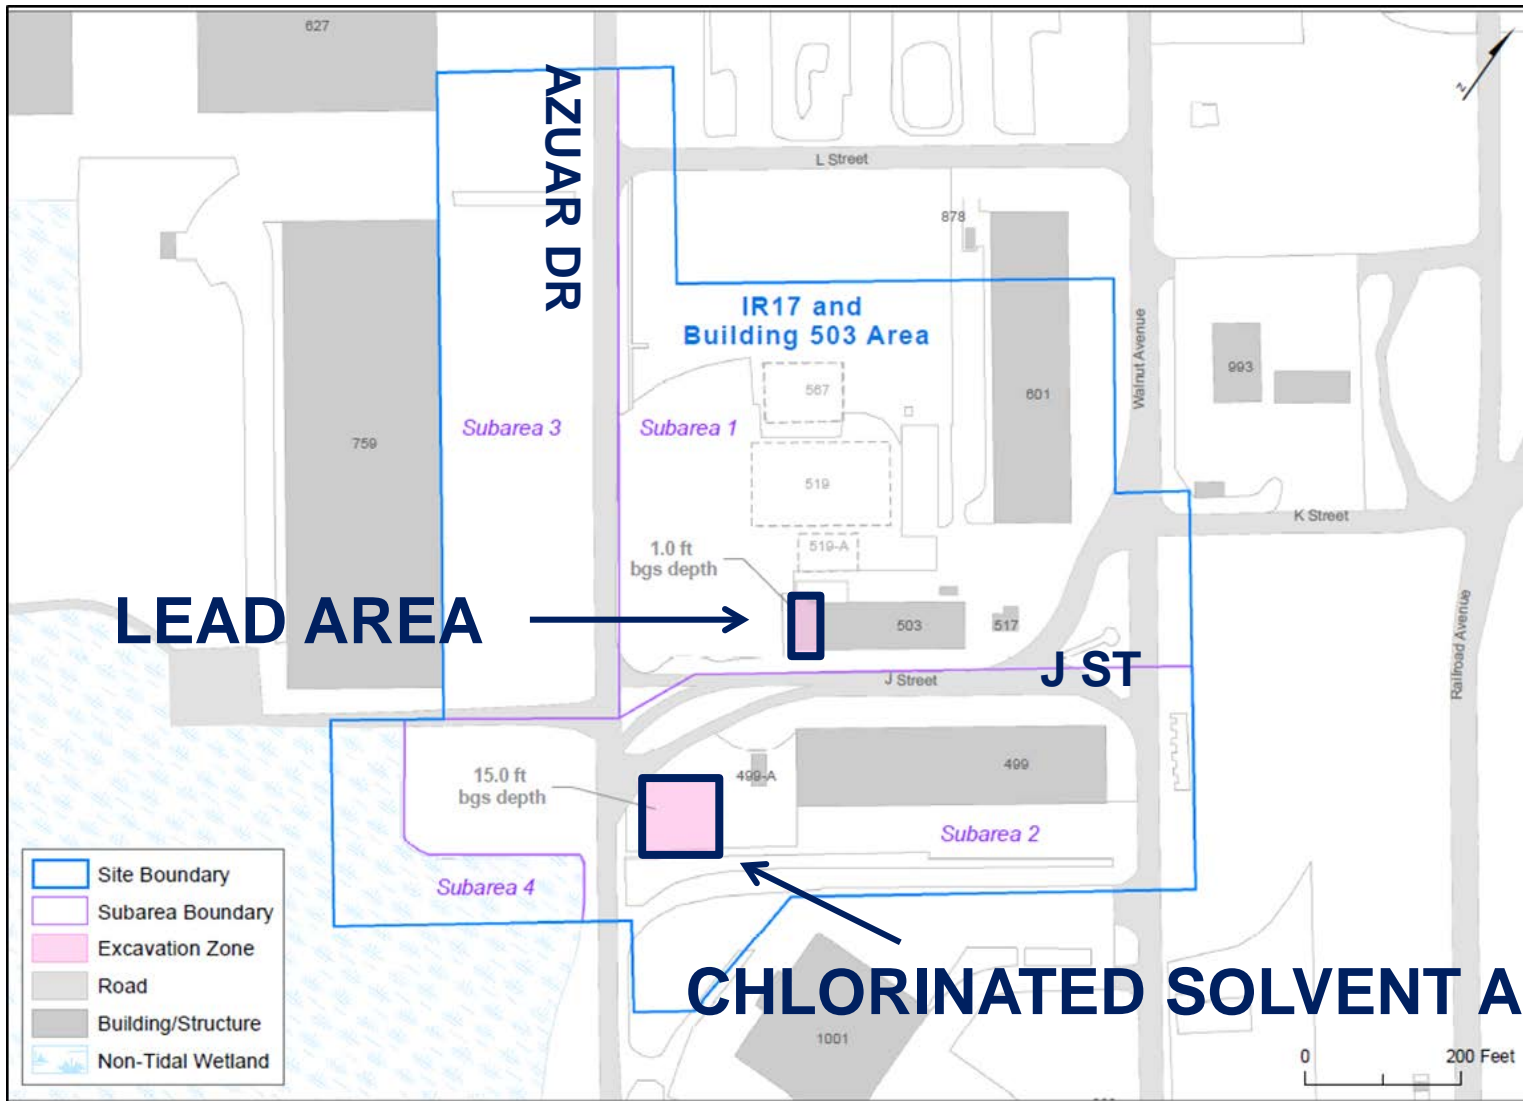 627
AZUAR DR
L Street
z
878
IR17 and
Building 503 Area
Walnut Avenue
567
601
993
759
Subarea 3
Subarea 1
519
K Street
519-A
1.0 ft
bgs depth
LEAD AREA
503
517
J Street
J ST
Railroad Avenue
499-A
499
15.0 ft
bgs depth
Subarea 2
Subarea 4
Site Boundary
Subarea Boundary
Excavation Zone
Road
Building/Structure
Non-Tidal Wetland
CHLORINATED SOLVENT A
1001
0 200 Feet